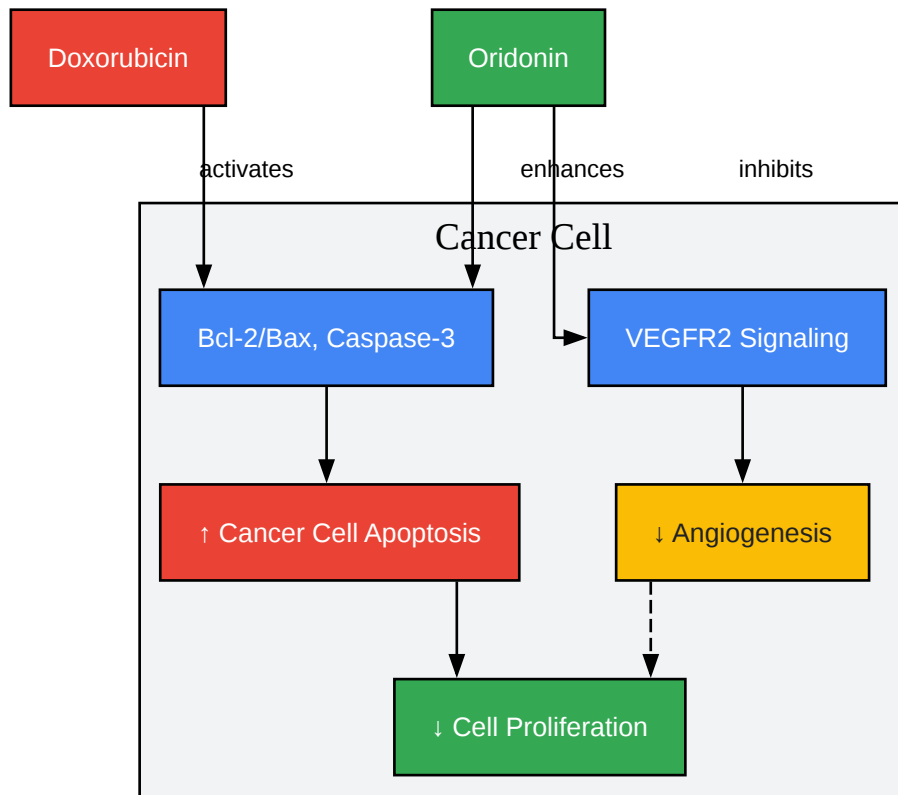 Doxorubicin
Oridonin
activates
enhances
inhibits
Cancer Cell
Bcl-2/Bax, Caspase-3
VEGFR2 Signaling
↑ Cancer Cell Apoptosis
↓ Angiogenesis
↓ Cell Proliferation